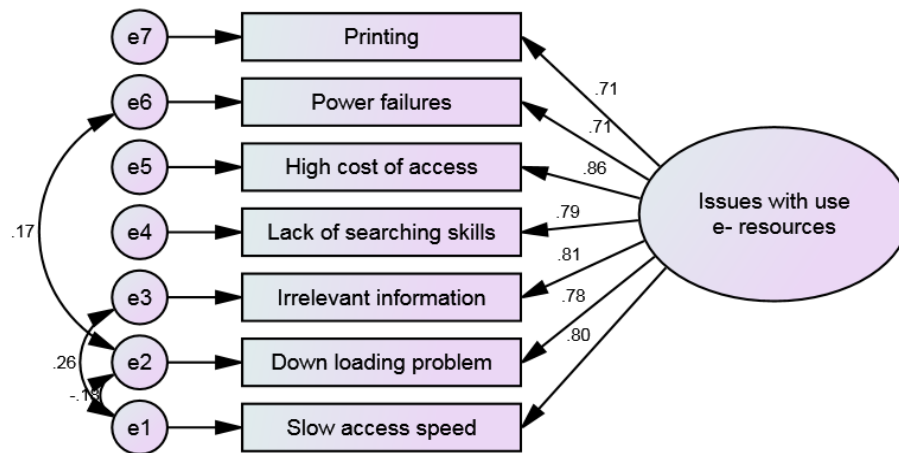 e7
Printing
.71
e6
Power failures
.71
e5
High cost of access
.86
Issues with use
e- resources
e4
Lack of searching skills
.79
.17
e3
Irrelevant information
.81
.78
e2
Down loading problem
.80
.26
e1
Slow access speed